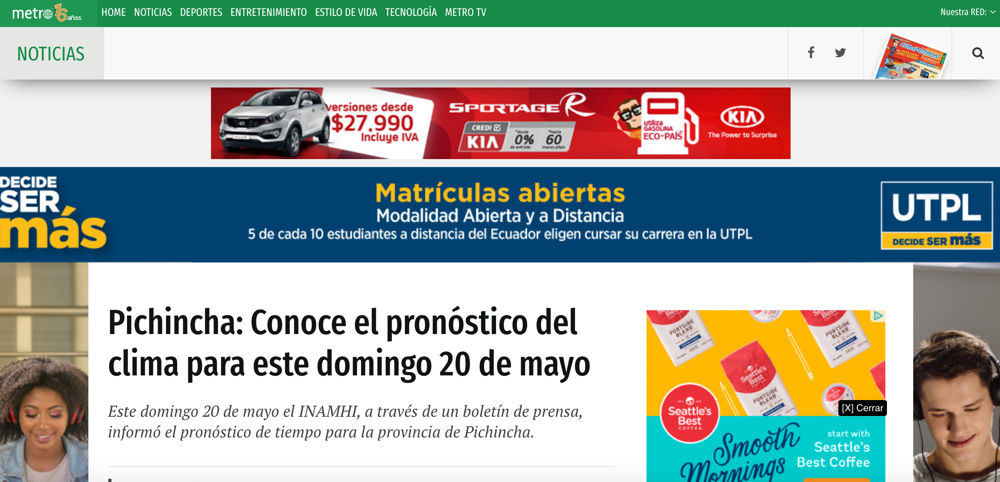 metro 16 años
HOME NOTICIAS DEPORTES ENTRETENIMIENTO ESTILO DE VIDA TECNOLOGÍA METRO TV
Nuestra RED:
NOTICIAS
COMPUTRON
versiones desde
$27.990
Incluye IVA
SPORTAGE R
CREDI
KIA
*desde
0%
de entrada
*hasta
60
meses plazo
utiliza
GASOLINA
ECO-PAÍS
KIA
The Power to Surprise
DECIDE
SER
más
Matrículas abiertas
Modalidad Abierta y a Distancia
5 de cada 10 estudiantes a distancia del Ecuador eligen cursar su carrera en la UTPL
UTPL
DECIDE SER más
Pichincha: Conoce el pronóstico del
clima para este domingo 20 de mayo
Este domingo 20 de mayo el INAMHI, a través de un boletín de prensa,
informó el pronóstico de tiempo para la provincia de Pichincha.
PORTSIDE
BLEND
PORTSIDE
BLEND
Seattle's
Best
COFFEE
PORTSIDE
BLEND
[X] Cerrar
Seattle's
Best
COFFEE
Smooth
Mornings
start with
Seattle's
Best Coffee